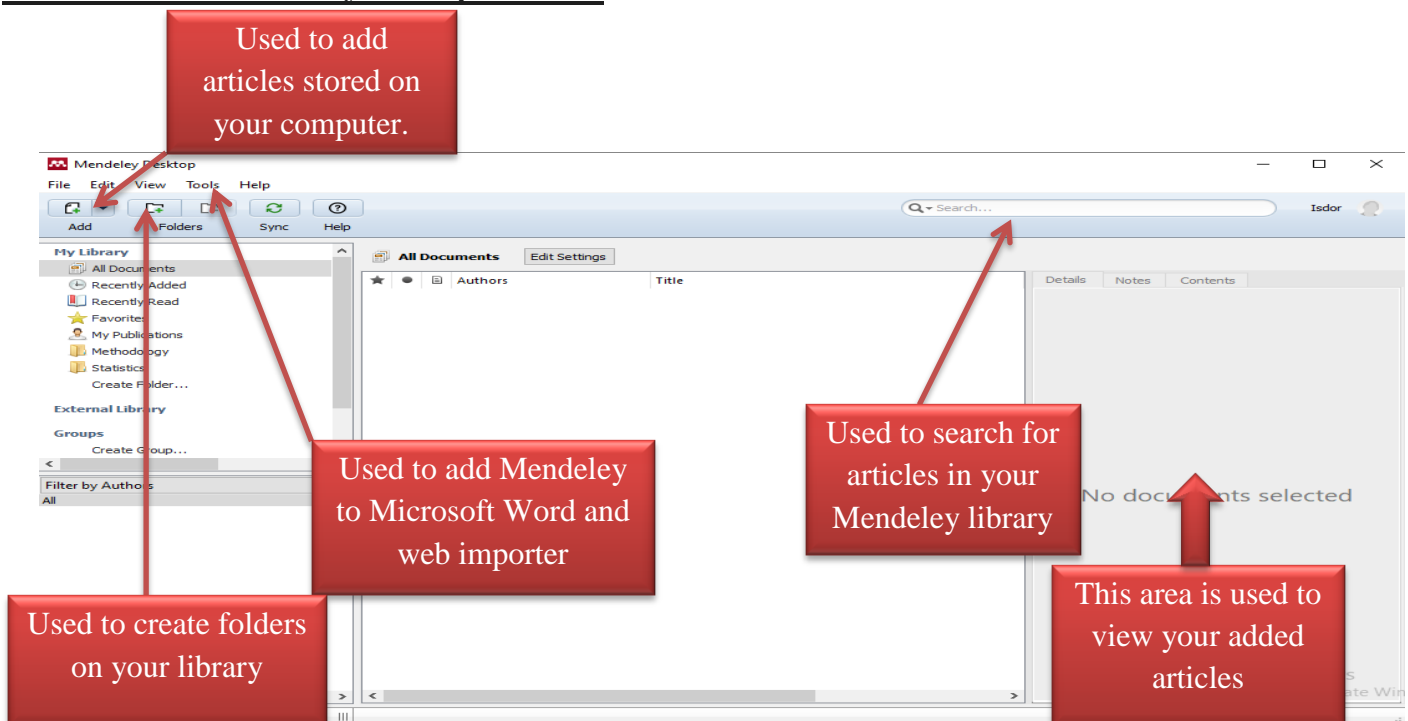 Used to add
articles stored on
your computer.
Mendeley Desktop
File Edit View Tools Help
Add Folders Sync Help
Search...
Isdor
My Library
All Documents
Recently Added
Recently Read
Favorites
My Publications
Methodology
Statistics
Create Folder...
External Library
Groups
Create Group...
Filter by Authors
All
All Documents Edit Settings
Authors Title
Details Notes Contents
No documents selected
Used to add Mendeley
to Microsoft Word and
web importer
Used to search for
articles in your
Mendeley library
Used to create folders
on your library
This area is used to
view your added
articles